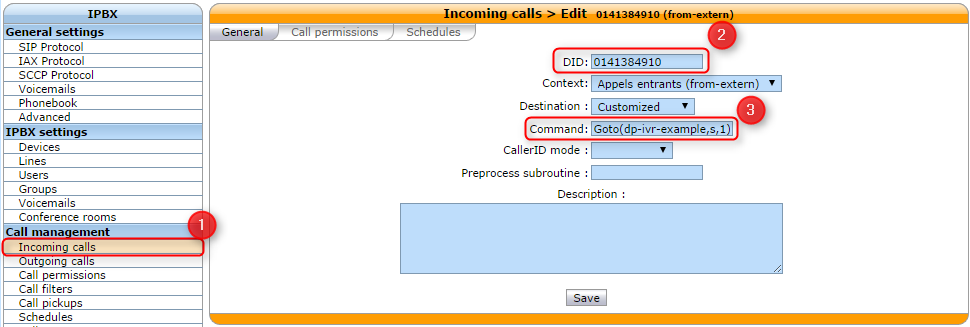 IPBX
General settings
SIP Protocol
IAX Protocol
SCCP Protocol
Voicemails
Phonebook
Advanced
IPBX settings
Devices
Lines
Users
Groups
Voicemails
Conference rooms
Call management
1
Incoming calls
Outgoing calls
Call permissions
Call filters
Call pickups
Schedules
Incoming calls > Edit 0141384910 (from-extern)
General Call permissions Schedules
2
DID: 0141384910
Context: Appels entrants (from-extern)
Destination : Customized
3
Command: Goto(dp-ivr-example,s,1)
CallerID mode :
Preprocess subroutine :
Description :
Save